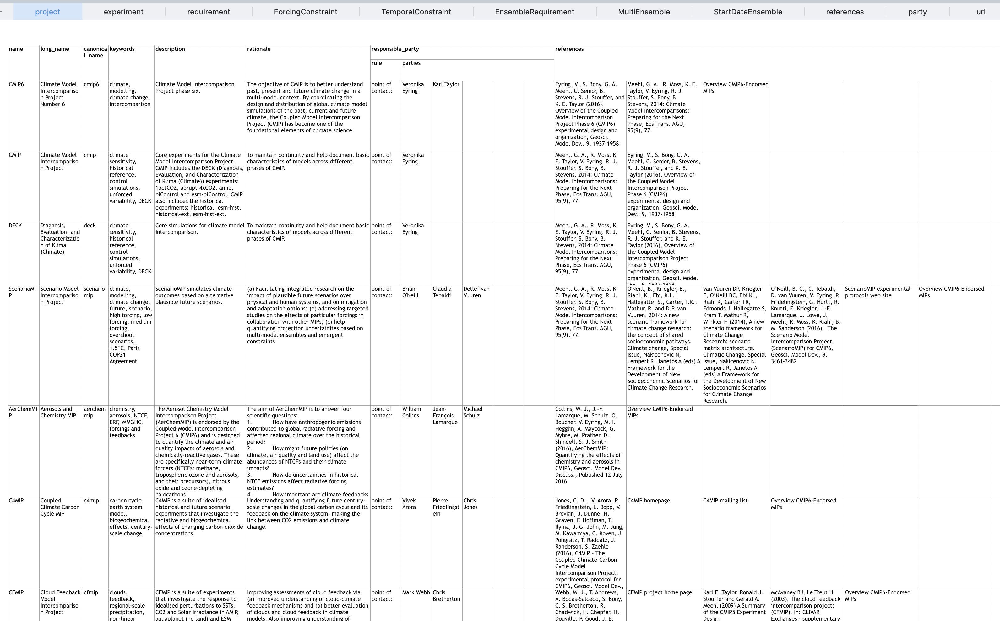 project experiment requirement ForcingConstraint TemporalConstraint EnsembleRequirement MultiEnsemble StartDateEnsemble references party url
name
long_name
canonica
l_name
keywords
description
rationale
responsible_party
role
parties
references
CMIP6
Climate Model
Intercompariso
n Project
Number 6
cmip6
climate,
modelling,
climate change,
intercomparison
Climate Model Intercomparison
Project phase six.
The objective of CMIP is to better understand
past, present and future climate change in a
multi-model context. By coordinating the
design and distribution of global climate model
simulations of the past, current and future
climate, the Coupled Model Intercomparison
Project (CMIP) has become one of the
foundational elements of climate science.
point of
contact:
Veronika
Eyring
Karl Taylor
Eyring, V., S. Bony, G. A.
Meehl, C. Senior, B.
Stevens, R. J. Stouffer, and
K. E. Taylor (2016),
Overview of the Coupled
Model Intercomparison
Project Phase 6 (CMIP6)
experimental design and
organization, Geosci.
Model Dev., 9, 1937-1958
Meehl, G. A., R. Moss, K. E.
Taylor, V. Eyring, R. J.
Stouffer, S. Bony, B.
Stevens, 2014: Climate
Model Intercomparisons:
Preparing for the Next
Phase, Eos Trans. AGU,
95(9), 77.
Overview CMIP6-Endorsed
MIPs
CMIP
Climate Model
Intercompariso
n Project
cmip
climate
sensitivity,
historical
reference,
control
simulations,
unforced
variability, DECK
Core experiments for the Climate
Model Intercomparison Project.
CMIP includes the DECK (Diagnosis,
Evaluation, and Characterization
of Klima (Climate)) experiments:
1pctCO2, abrupt-4xCO2, amip,
piControl and esm-piControl. CMIP
also includes the historical
experiments: historical, esm-hist,
historical-ext, esm-hist-ext.
To maintain continuity and help document basic
characteristics of models across different
phases of CMIP.
point of
contact:
Veronika
Eyring
Meehl, G. A., R. Moss, K.
E. Taylor, V. Eyring, R. J.
Stouffer, S. Bony, B.
Stevens, 2014: Climate
Model Intercomparisons:
Preparing for the Next
Phase, Eos Trans. AGU,
95(9), 77.
Eyring, V., S. Bony, G. A.
Meehl, C. Senior, B. Stevens,
R. J. Stouffer, and K. E.
Taylor (2016), Overview of
the Coupled Model
Intercomparison Project
Phase 6 (CMIP6)
experimental design and
organization, Geosci. Model
Dev., 9, 1937-1958
DECK
Diagnosis,
Evaluation, and
Characterizatio
n of Klima
(Climate)
deck
climate
sensitivity,
historical
reference,
control
simulations,
unforced
variability, DECK
Core simulations for climate model
intercomparison.
To maintain continuity and help document basic
characteristics of models across different
phases of CMIP.
point of
contact:
Veronika
Eyring
Meehl, G. A., R. Moss, K.
E. Taylor, V. Eyring, R. J.
Stouffer, S. Bony, B.
Stevens, 2014: Climate
Model Intercomparisons:
Preparing for the Next
Phase, Eos Trans. AGU,
95(9), 77.
Eyring, V., S. Bony, G. A.
Meehl, C. Senior, B. Stevens,
R. J. Stouffer, and K. E.
Taylor (2016), Overview of
the Coupled Model
Intercomparison Project
Phase 6 (CMIP6)
experimental design and
organization, Geosci. Model
Dev., 9, 1937-1958
ScenarioMI
P
Scenario Model
Intercompariso
n Project
scenario
mip
climate,
modelling,
climate change,
future, scenario,
high forcing, low
forcing, medium
forcing,
overshoot
scenarios,
1.5°C, Paris
COP21
Agreement
ScenarioMIP simulates climate
outcomes based on alternative
plausible future scenarios.
(a) Facilitating integrated research on the
impact of plausible future scenarios over
physical and human systems, and on mitigation
and adaptation options; (b) addressing targeted
studies on the effects of particular forcings in
collaboration with other MIPs; (c) help
quantifying projection uncertainties based on
multi-model ensembles and emergent
constraints.
point of
contact:
Brian
O'Neill
Claudia
Tebaldi
Detlef van
Vuuren
Meehl, G. A., R. Moss, K.
E. Taylor, V. Eyring, R. J.
Stouffer, S. Bony, B.
Stevens, 2014: Climate
Model Intercomparisons:
Preparing for the Next
Phase, Eos Trans. AGU,
95(9), 77.
O'Neill, B., Kriegler, E.,
Riahi, K., Ebi, K.L.,
Hallegatte, S., Carter, T.R.,
Mathur, R. and D.P. van
Vuuren, 2014: A new
scenario framework for
climate change research:
the concept of shared
socioeconomic pathways.
Climate change, Special
Issue, Nakicenovic N,
Lempert R, Janetos A (eds) A
Framework for the
Development of New
Socioeconomic Scenarios for
Climate Change Research.
van Vuuren DP, Kriegler
E, O’Neill BC, Ebi KL,
Riahi K, Carter TR,
Edmonds J, Hallegatte S,
Kram T, Mathur R,
Winkler H (2014), A new
scenario framework for
Climate Change
Research: scenario
matrix architecture.
Climatic Change, Special
Issue, Nakicenovic N,
Lempert R, Janetos A
(eds) A Framework for
the Development of New
Socioeconomic Scenarios
for Climate Change
Research.
O’Neill, B. C., C. Tebaldi,
D. van Vuuren, V. Eyring, P.
Fridelingstein, G. Hurtt, R.
Knutti, E. Kriegler, J.-F.
Lamarque, J. Lowe, J.
Meehl, R. Moss, K. Riahi, B.
M. Sanderson (2016),  The
Scenario Model
Intercomparison Project
(ScenarioMIP) for CMIP6,
Geosci. Model Dev., 9,
3461-3482
ScenarioMIP experimental
protocols web site
Overview CMIP6-Endorsed
MIPs
AerChemMI
P
Aerosols and
Chemistry MIP
aerchem
mip
chemistry,
aerosols, NTCF,
ERF, WMGHG,
forcings and
feedbacks
The Aerosol Chemistry Model
Intercomparison Project
(AerChemMIP) is endorsed by the
Coupled-Model Intercomparison
Project 6 (CMIP6) and is designed
to quantify the climate and air
quality impacts of aerosols and
chemically-reactive gases. These
are specifically near-term climate
forcers (NTCFs: methane,
tropospheric ozone and aerosols,
and their precursors), nitrous
oxide and ozone-depleting
halocarbons.
The aim of AerChemMIP is to answer four
scientific questions:
1. How have anthropogenic emissions
contributed to global radiative forcing and
affected regional climate over the historical
period?
2. How might future policies (on
climate, air quality and land use) affect the
abundances of NTCFs and their climate
impacts?
3. How do uncertainties in historical
NTCF emissions affect radiative forcing
estimates?
4. How important are climate feedbacks
point of
contact:
William
Collins
Jean-
François
Lamarque
Michael
Schulz
Collins, W. J., J.-F.
Lamarque, M. Schulz, O.
Boucher, V. Eyring, M. I.
Hegglin, A. Maycock, G.
Myhre, M. Prather, D.
Shindell, S. J. Smith
(2016), AerChemMIP:
Quantifying the effects of
chemistry and aerosols in
CMIP6, Geosci. Model Dev.
Discuss., Published 12 July
2016
Overview CMIP6-Endorsed
MIPs
C4MIP
Coupled
Climate Carbon
Cycle MIP
c4mip
carbon cycle,
earth system
model,
biogeochemical
effects, century-
scale change
C4MIP is a suite of idealised,
historical and future scenario
experiments that investigate the
radiative and biogeochemical
effects of changing carbon dioxide
concentrations.
Understanding and quantifying future century-
scale changes in the global carbon cycle and its
feedback on the climate system, making the
link between CO2 emissions and climate
change.
point of
contact:
Vivek
Arora
Pierre
Friedlingst
ein
Chris
Jones
Jones, C. D.,  V. Arora, P.
Friedlingstein, L. Bopp, V.
Brovkin, J. Dunne, H.
Graven, F. Hoffman, T.
Ilyina, J. G. John, M. Jung,
M. Kawamiya, C. Koven, J.
Pongratz, T. Raddatz, J.
Randerson, S. Zaehle
(2016), C4MIP - The
Coupled Climate-Carbon
Cycle Model
Intercomparison Project:
experimental protocol for
CMIP6, Geosci. Model Dev.,
C4MIP homepage
C4MIP mailing list
Overview CMIP6-Endorsed
MIPs
CFMIP
Cloud Feedback
Model
Intercompariso
n Project
cfmip
clouds,
feedback,
regional-scale
precipitation,
non-linear
CFMIP is a suite of experiments
that investigate the response to
idealised perturbations to SSTs,
CO2 and Solar Irradiance in AMIP,
aquaplanet (no land) and ESM
Improving assessments of cloud feedback via
(a) improved understanding of cloud-climate
feedback mechanisms and (b) better evaluation
of clouds and cloud feedback in climate
models. Also improving understanding of
point of
contact:
Mark Webb
Chris
Bretherton
Webb, M. J., T. Andrews,
A. Bodas-Salcedo, S. Bony,
C. S. Bretherton, R.
Chadwick, H. Chepfer, H.
Douville, P. Good, J. E.
CFMIP project home page
Karl E. Taylor, Ronald J.
Stouffer and Gerald A.
Meehl (2009) A Summary
of the CMIP5 Experiment
Design
McAvaney BJ, Le Treut H
(2003), The cloud feedback
intercomparison project:
(CFMIP). In: CLIVAR
Exchanges - supplementary
Overview CMIP6-Endorsed
MIPs